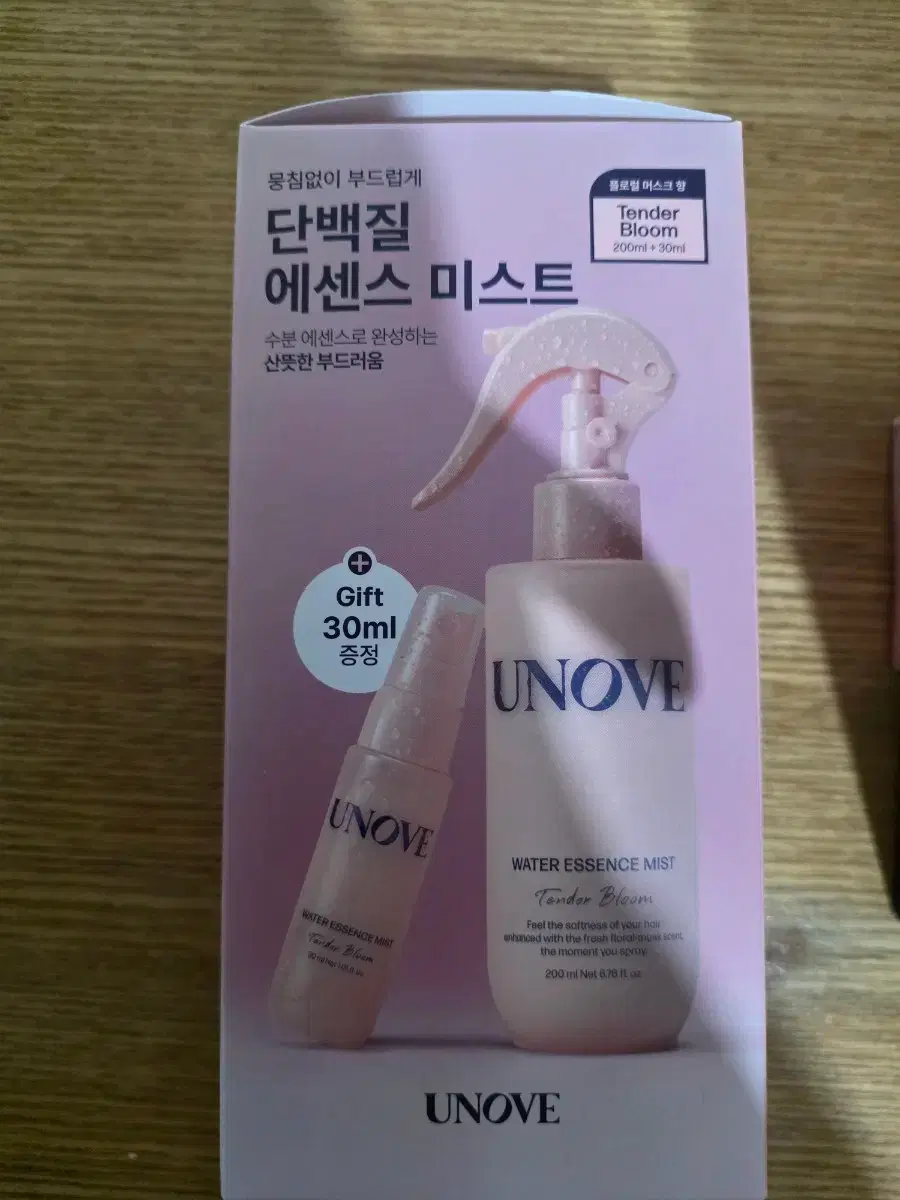 뭉침없이 부드럽게
단백질
에센스 미스트
수분 에센스로 완성하는
산뜻한 부드러움
플로럴 머스크 향
Tender
Bloom
200ml + 30ml
Gift
30ml
증정
UNOVE
WATER ESSENCE MIST
Tender Bloom
Feel the softness of your hair
enhanced with the fresh floral-musk scent,
the moment you spray.
200 ml Net 6.76 fl. oz
UNOVE
WATER ESSENCE MIST
Tender Bloom
UNOVE